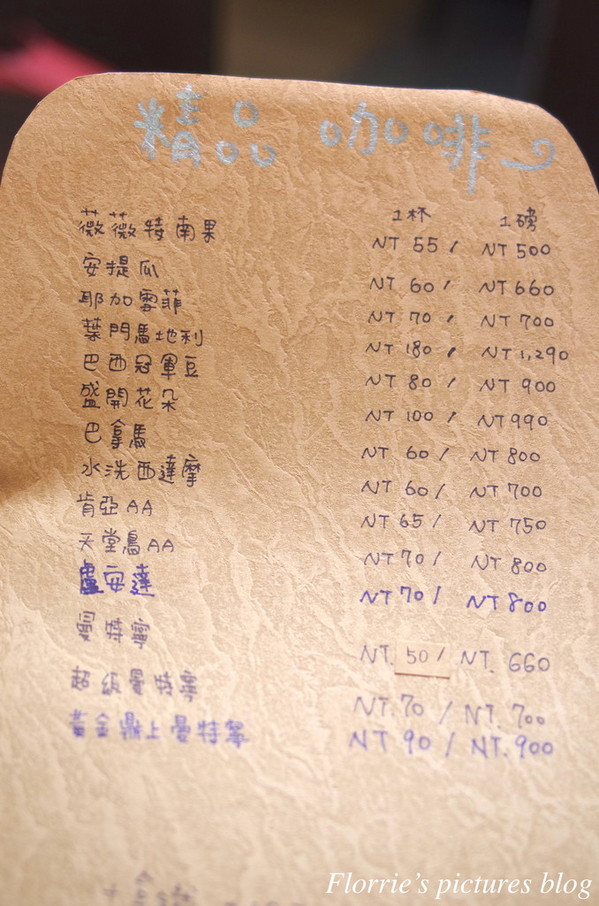 精品 咖啡
1杯 1磅
薇薇特南果 NT 55 / NT 500
安提瓜 NT 60 / NT 660
耶加雪菲 NT 70 / NT 700
葉門馬地利 NT 180 / NT 1,290
巴西冠軍豆 NT 80 / NT 900
盛開花朵 NT 100 / NT 990
巴拿馬 NT 60 / NT 800
水洗西達摩 NT 60 / NT 700
肯亞AA NT 65 / NT 750
天堂鳥AA NT 70 / NT 800
盧安達 NT 70 / NT 800
曼特寧 NT. 50 / NT. 660
超級曼特寧 NT. 70 / NT. 700
黃金鼎上曼特寧 NT 90 / NT. 900
Florrie's pictures blog